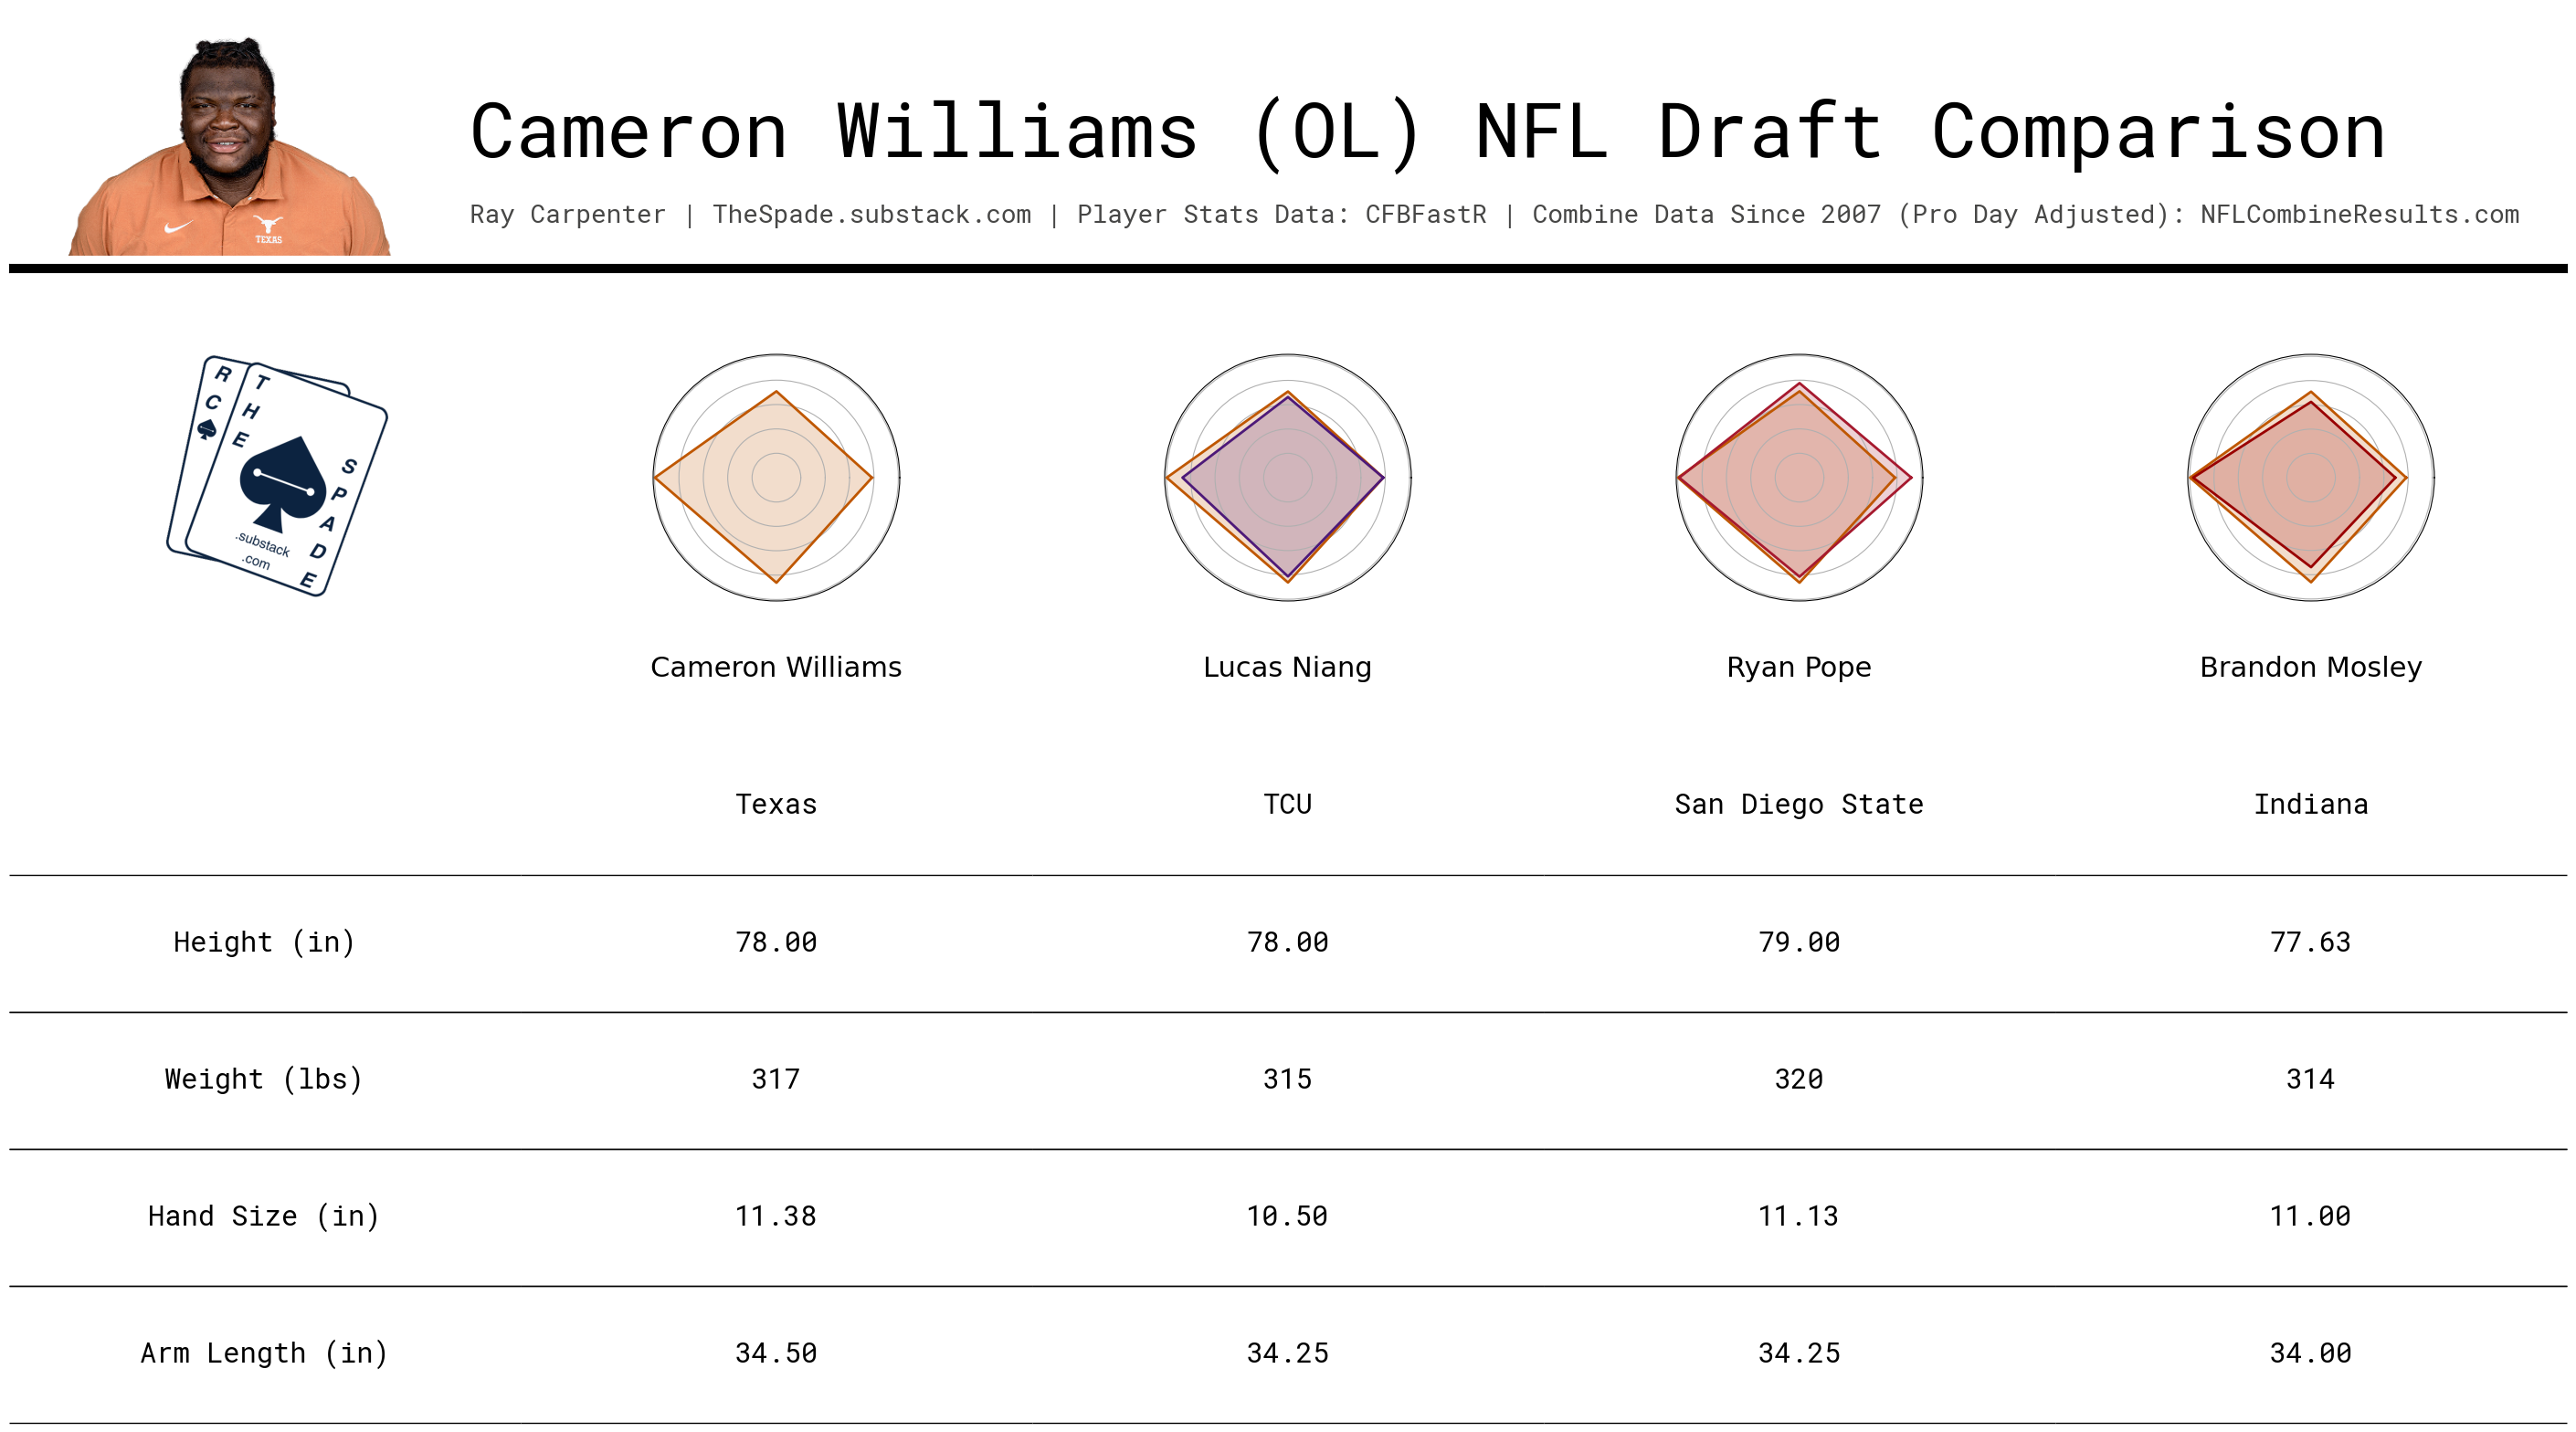 Cameron Williams (OL) NFL Draft Comparison
Ray Carpenter | TheSpade.substack.com | Player Stats Data: CFBFastR | Combine Data Since 2007 (Pro Day Adjusted): NFLCombineResults.com
TEXAS
R C
T H E
S P A D E
.substack
.com
Cameron Williams Lucas Niang Ryan Pope Brandon Mosley
Texas TCU San Diego State Indiana
Height (in) 78.00 78.00 79.00 77.63
Weight (lbs) 317 315 320 314
Hand Size (in) 11.38 10.50 11.13 11.00
Arm Length (in) 34.50 34.25 34.25 34.00